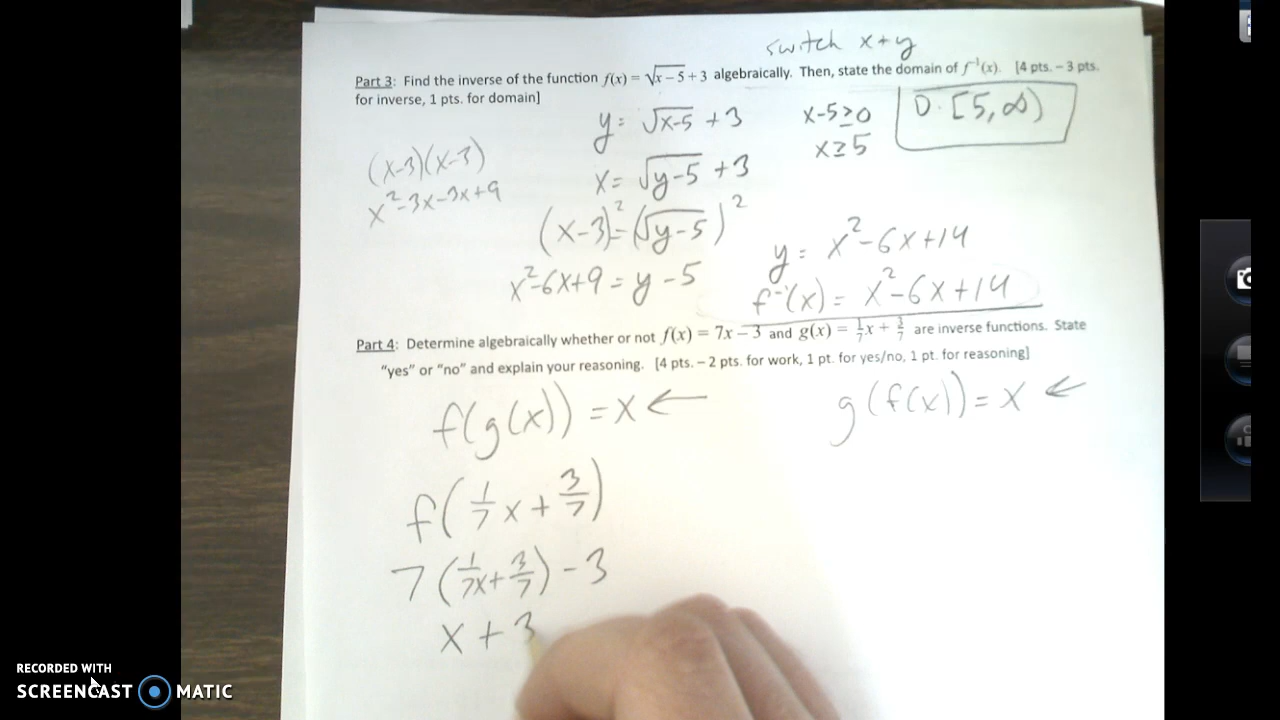 switch x + y
Part 3: Find the inverse of the function f(x) = √x – 5 + 3 algebraically. Then, state the domain of f⁻¹(x). [4 pts. – 3 pts.
for inverse, 1 pts. for domain]
y = √x-5 + 3
x-5 ≥ 0
D: [5, ∞)
x ≥ 5
(x-3)(x-3)
x = √y-5 + 3
x²-3x-3x+9
(x-3)² = (√y-5)²
y = x²-6x+14
x²-6x+9 = y-5
f⁻¹(x) = x²-6x+14
Part 4: Determine algebraically whether or not f(x) = 7x – 3 and g(x) = 1/7 x + 3/7 are inverse functions. State
“yes” or “no” and explain your reasoning. [4 pts. – 2 pts. for work, 1 pt. for yes/no, 1 pt. for reasoning]
f(g(x)) = x ←
g(f(x)) = x ←
f(1/7 x + 3/7)
7(1/7x + 3/7) - 3
x + 3
RECORDED WITH
SCREENCAST MATIC